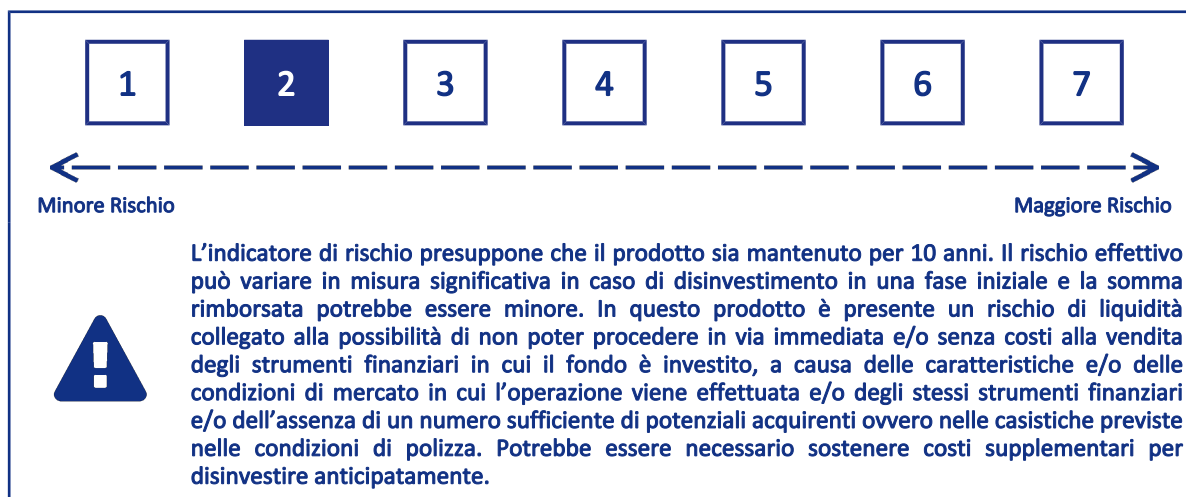 1 2 3 4 5 6 7
Minore Rischio Maggiore Rischio
L'indicatore di rischio presuppone che il prodotto sia mantenuto per 10 anni. Il rischio effettivo
può variare in misura significativa in caso di disinvestimento in una fase iniziale e la somma
rimborsata potrebbe essere minore. In questo prodotto è presente un rischio di liquidità
collegato alla possibilità di non poter procedere in via immediata e/o senza costi alla vendita
degli strumenti finanziari in cui il fondo è investito, a causa delle caratteristiche e/o delle
condizioni di mercato in cui l'operazione viene effettuata e/o degli stessi strumenti finanziari
e/o dell'assenza di un numero sufficiente di potenziali acquirenti ovvero nelle casistiche previste
nelle condizioni di polizza. Potrebbe essere necessario sostenere costi supplementari per
disinvestire anticipatamente.